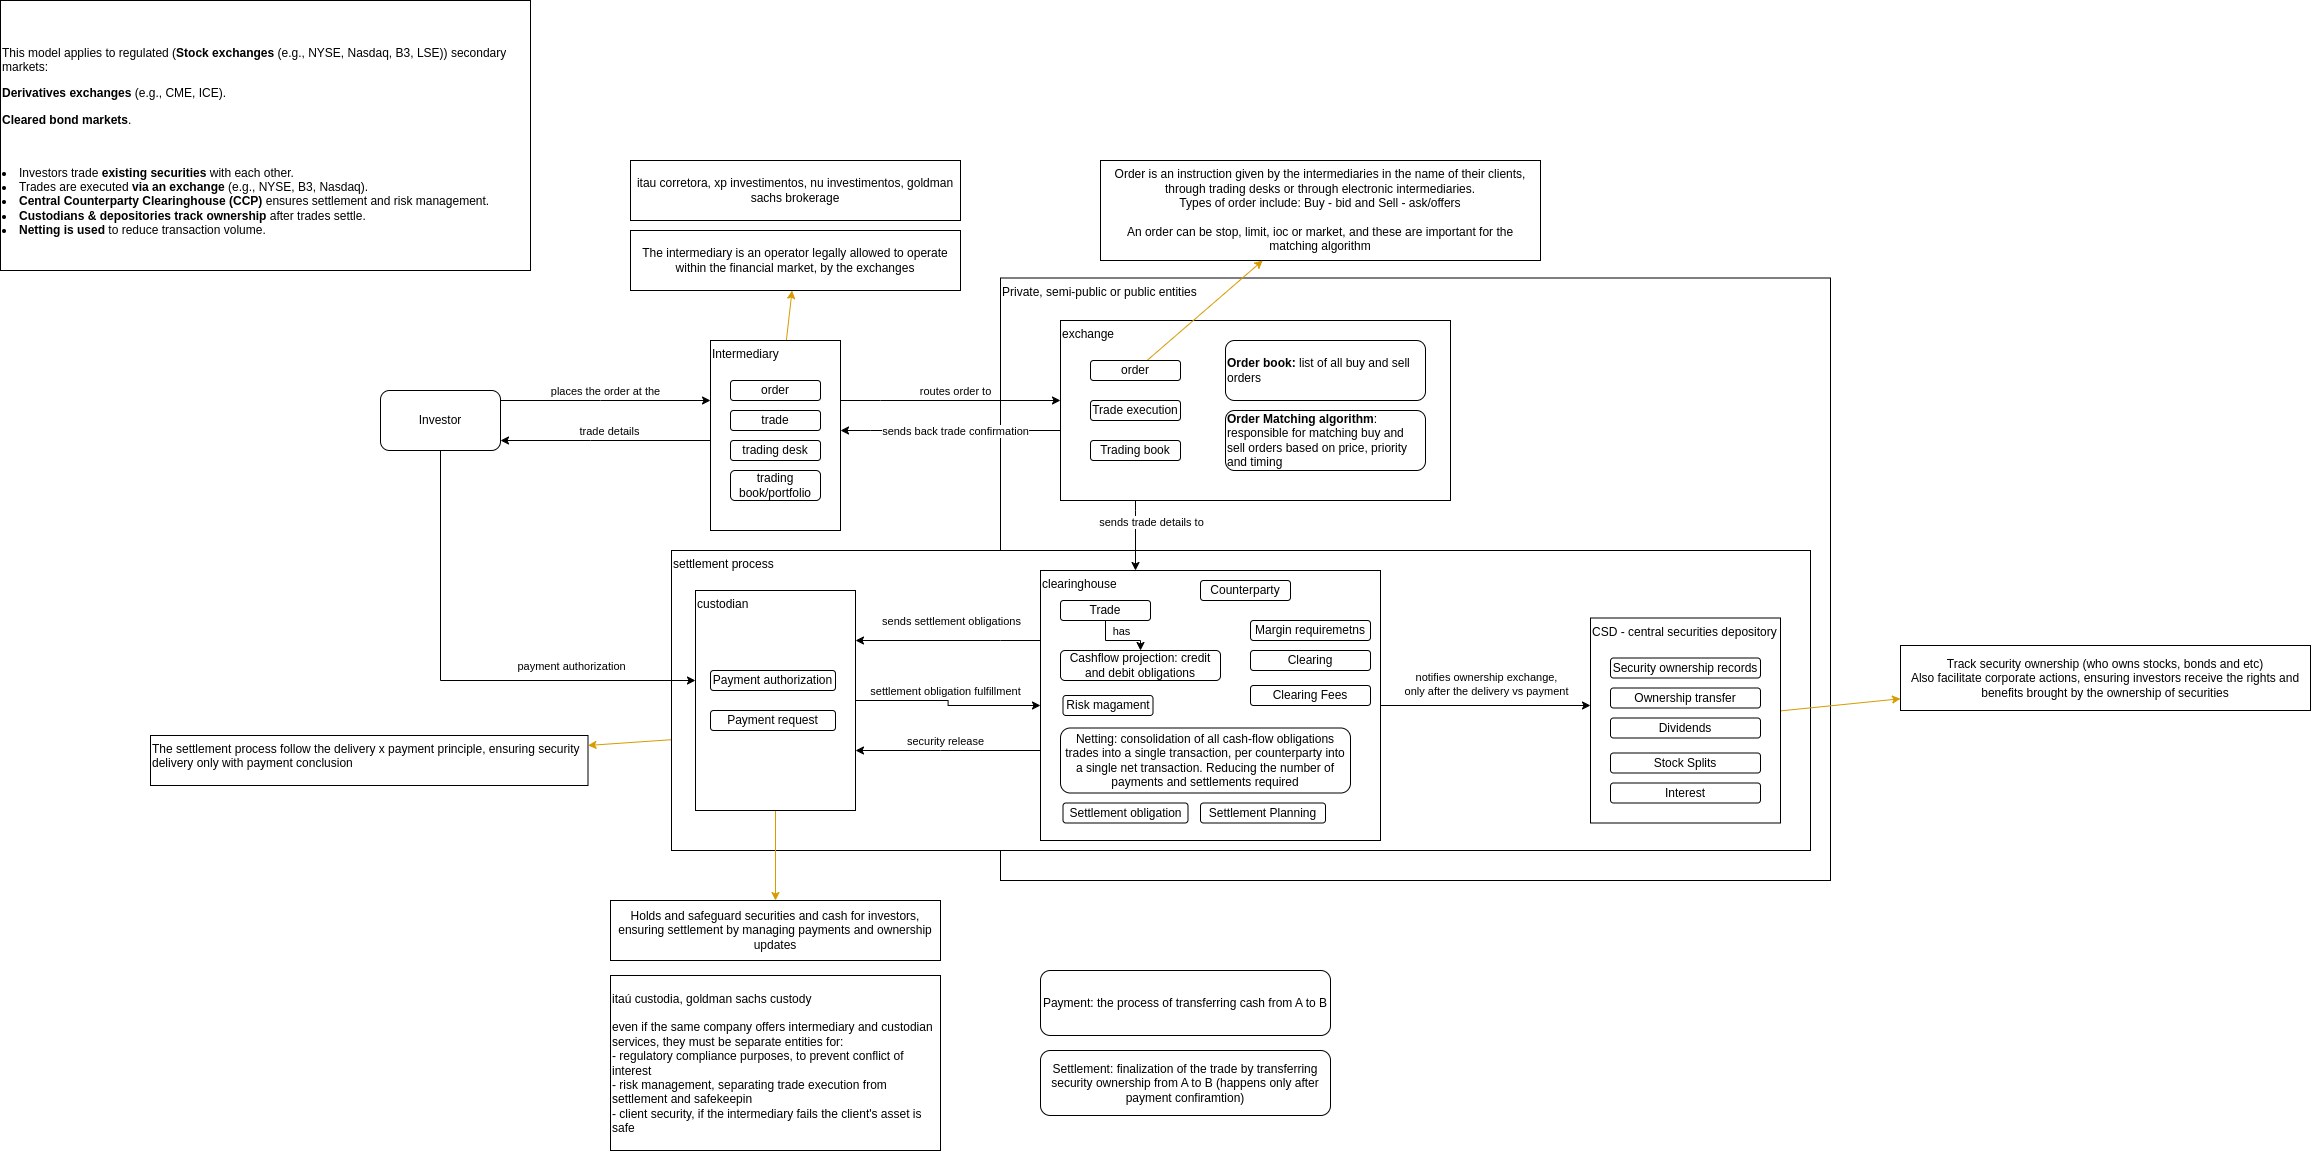 This model applies to regulated (Stock exchanges (e.g., NYSE, Nasdaq, B3, LSE)) secondary
markets:
Derivatives exchanges (e.g., CME, ICE).
Cleared bond markets.
• Investors trade existing securities with each other.
• Trades are executed via an exchange (e.g., NYSE, B3, Nasdaq).
• Central Counterparty Clearinghouse (CCP) ensures settlement and risk management.
• Custodians & depositories track ownership after trades settle.
• Netting is used to reduce transaction volume.
itau corretora, xp investimentos, nu investimentos, goldman
sachs brokerage
The intermediary is an operator legally allowed to operate
within the financial market, by the exchanges
Order is an instruction given by the intermediaries in the name of their clients,
through trading desks or through electronic intermediaries.
Types of order include: Buy - bid and Sell - ask/offers
An order can be stop, limit, ioc or market, and these are important for the
matching algorithm
Private, semi-public or public entities
Investor
places the order at the
trade details
Intermediary
order
trade
trading desk
trading
book/portfolio
routes order to
sends back trade confirmation
exchange
order
Trade execution
Trading book
Order book: list of all buy and sell
orders
Order Matching algorithm:
responsible for matching buy and
sell orders based on price, priority
and timing
sends trade details to
payment authorization
settlement process
custodian
Payment authorization
Payment request
sends settlement obligations
settlement obligation fulfillment
security release
clearinghouse
Counterparty
Trade
has
Cashflow projection: credit
and debit obligations
Margin requiremetns
Clearing
Clearing Fees
Risk magament
Netting: consolidation of all cash-flow obligations
trades into a single transaction, per counterparty into
a single net transaction. Reducing the number of
payments and settlements required
Settlement obligation
Settlement Planning
notifies ownership exchange,
only after the delivery vs payment
CSD - central securities depository
Security ownership records
Ownership transfer
Dividends
Stock Splits
Interest
Track security ownership (who owns stocks, bonds and etc)
Also facilitate corporate actions, ensuring investors receive the rights and
benefits brought by the ownership of securities
The settlement process follow the delivery x payment principle, ensuring security
delivery only with payment conclusion
Holds and safeguard securities and cash for investors,
ensuring settlement by managing payments and ownership
updates
itaú custodia, goldman sachs custody
even if the same company offers intermediary and custodian
services, they must be separate entities for:
- regulatory compliance purposes, to prevent conflict of
interest
- risk management, separating trade execution from
settlement and safekeepin
- client security, if the intermediary fails the client's asset is
safe
Payment: the process of transferring cash from A to B
Settlement: finalization of the trade by transferring
security ownership from A to B (happens only after
payment confiramtion)